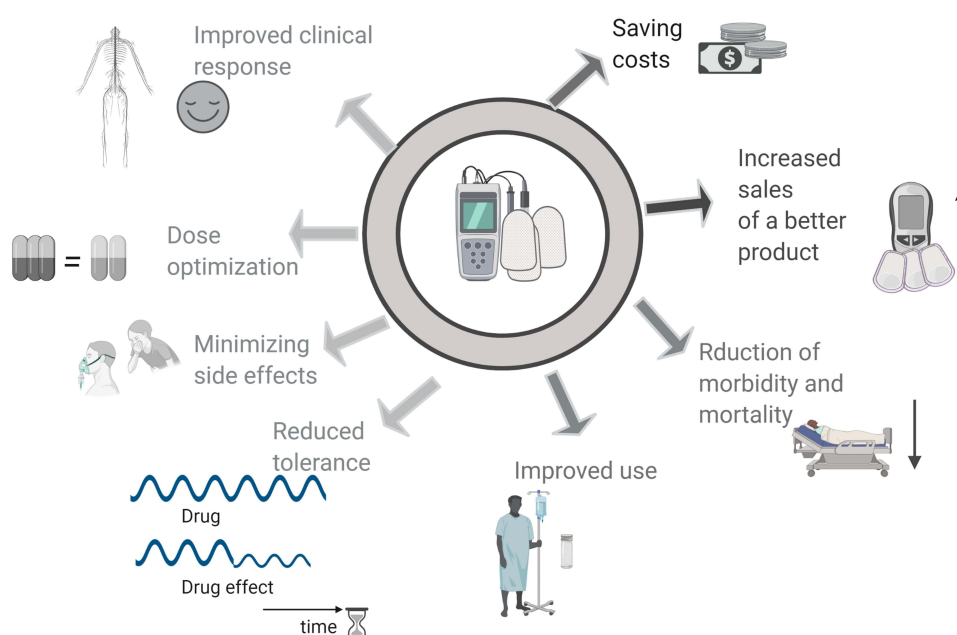 Improved clinical
response
Saving
costs
$
Increased
sales
of a better
product
Dose
optimization
=
Minimizing
side effects
Rduction of
morbidity and
mortality
Reduced
tolerance
Improved use
Drug
Drug effect
time